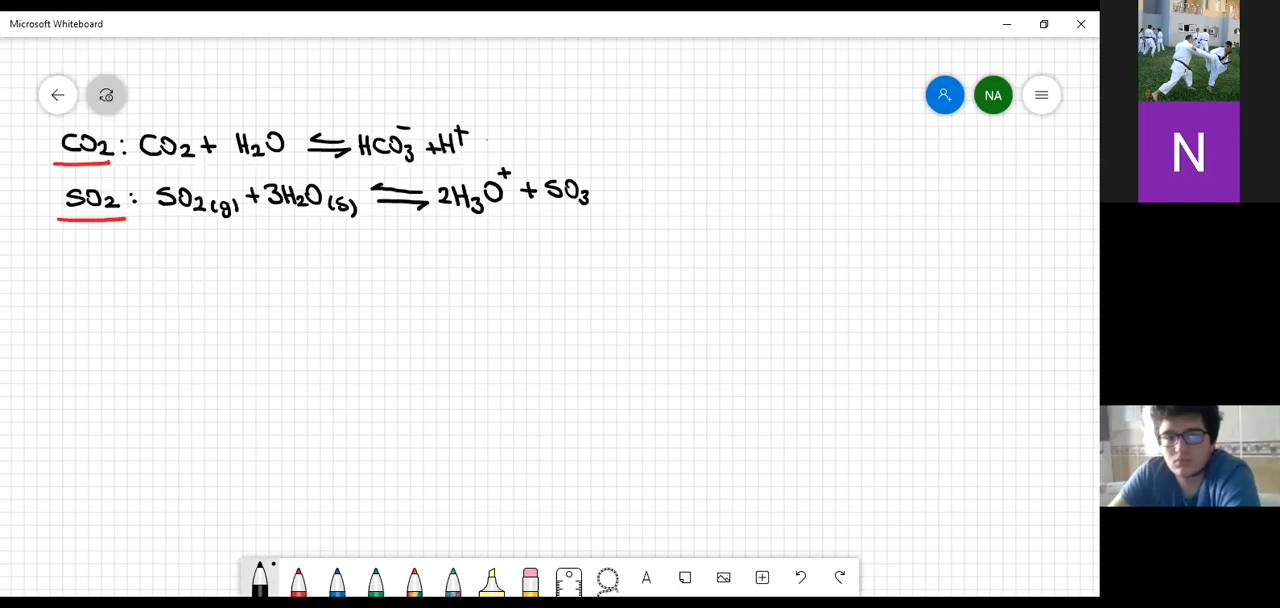 Microsoft Whiteboard
NA
CO₂ : CO₂ + H₂O ⇌ HCO₃⁻ + H⁺
SO₂ : SO₂(g) + 3H₂O(s) ⇌ 2H₃O⁺ + SO₃
N
A